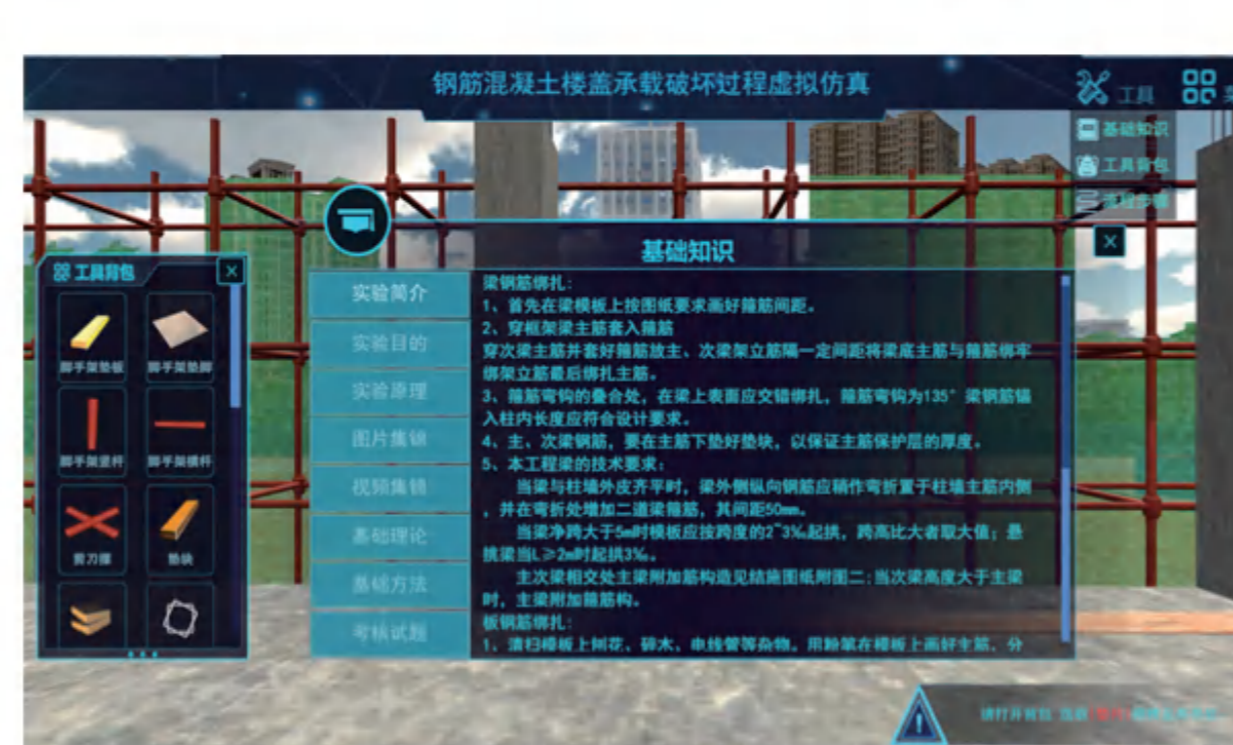 钢筋混凝土楼盖承载破坏过程虚拟仿真
工具
基础知识
工具背包
流程步骤
工具背包
脚手架垫板
脚手架垫脚
脚手架竖杆
脚手架横杆
剪刀撑
垫块
基础知识
实验简介
实验目的
实验原理
图片集锦
视频集锦
基础理论
基础方法
考核试题
梁钢筋绑扎：
1、首先在梁模板上按图纸要求画好箍筋间距。
2、穿框架梁主筋套入箍筋
穿次梁主筋并套好箍筋放主、次梁架立筋隔一定间距将梁底主筋与箍筋绑牢
绑架立筋最后绑扎主筋。
3、箍筋弯钩的叠合处，在梁上表面应交错绑扎，箍筋弯钩为135° 梁钢筋锚
入柱内长度应符合设计要求。
4、主、次梁钢筋，要在主筋下垫好垫块，以保证主筋保护层的厚度。
5、本工程梁的技术要求：
当梁与柱墙外皮齐平时，梁外侧纵向钢筋应稍作弯折置于柱墙主筋内侧
，并在弯折处增加二道梁箍筋，其间距50mm。
当梁净跨大于5m时模板应按跨度的2~3‰起拱，跨高比大者取大值；悬
挑梁当L≥2m时起拱3‰。
主次梁相交处主梁附加筋构造见结施图纸附图二；当次梁高度大于主梁
时，主梁附加箍筋构。
板钢筋绑扎：
1、清扫模板上刨花、碎木、电线管等杂物。用粉笔在模板上画好主筋、分
请打开背包